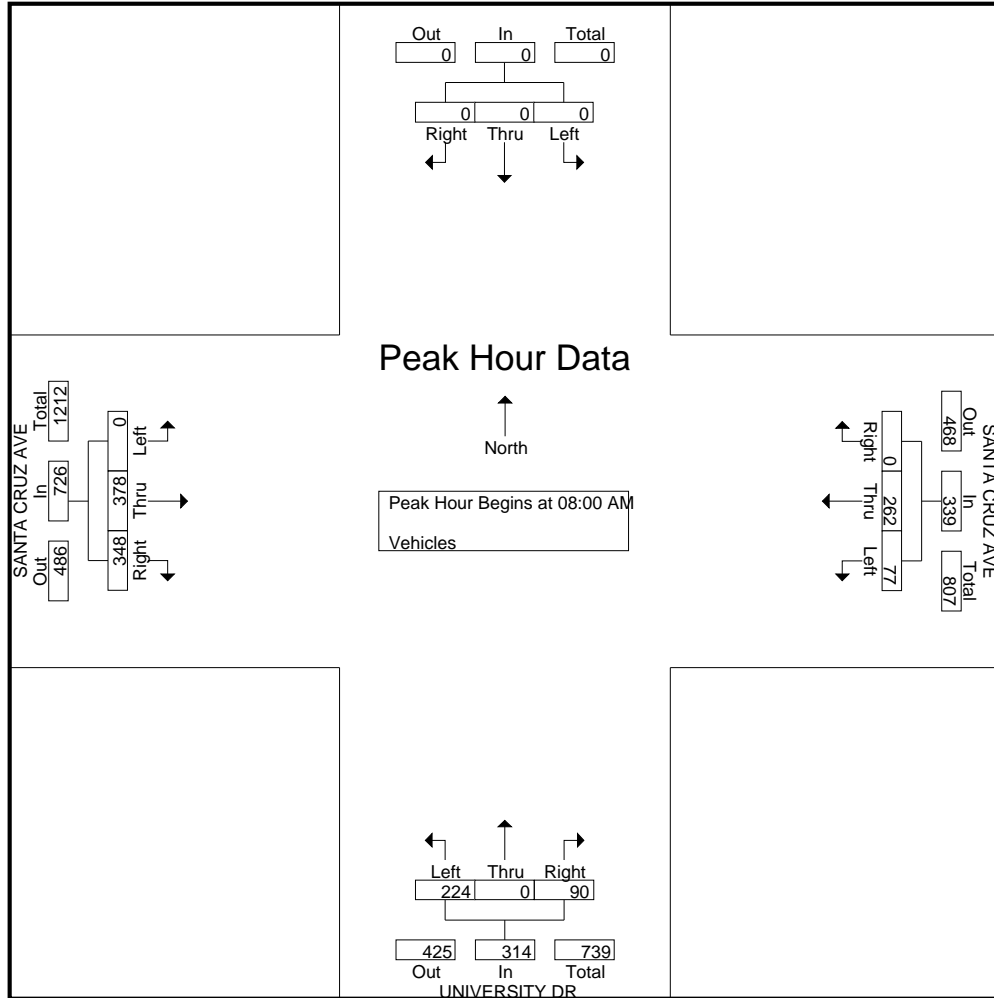 Out In Total
0 0 0
0 0 0
Right Thru Left
Peak Hour Data
North
Peak Hour Begins at 08:00 AM
Vehicles
SANTA CRUZ AVE
Out In Total
486 726 1212
Right Thru Left
348 378 0
Right Thru Left
0 262 77
Out In Total
468 339 807
SANTA CRUZ AVE
Left Thru Right
224 0 90
425 314 739
Out In Total
UNIVERSITY DR